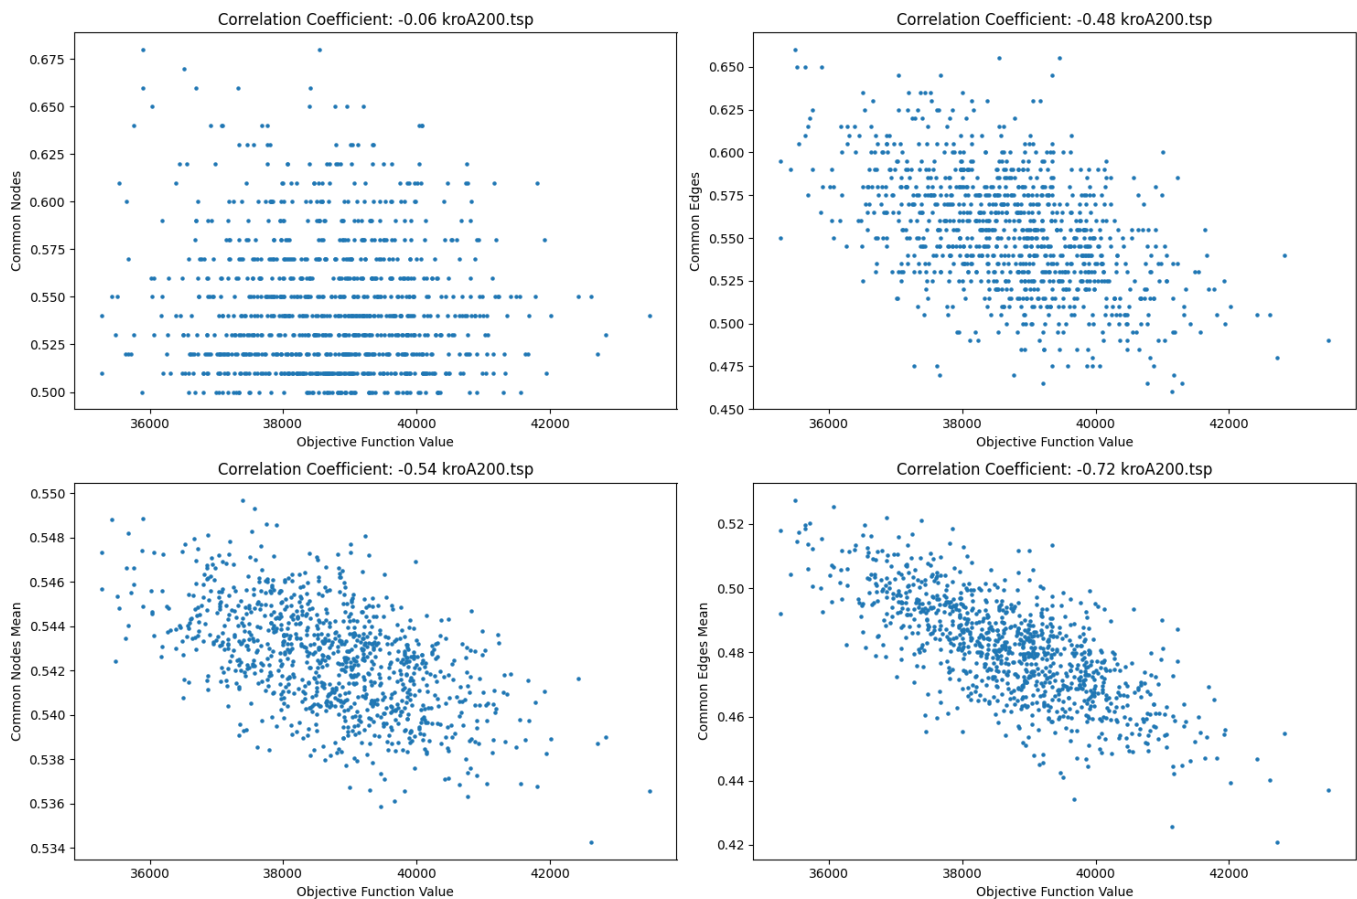 Correlation Coefficient: -0.06 kroA200.tsp
Common Nodes
0.675
0.650
0.625
0.600
0.575
0.550
0.525
0.500
36000 38000 40000 42000
Objective Function Value
Correlation Coefficient: -0.48 kroA200.tsp
Common Edges
0.650
0.625
0.600
0.575
0.550
0.525
0.500
0.475
0.450
36000 38000 40000 42000
Objective Function Value
Correlation Coefficient: -0.54 kroA200.tsp
Common Nodes Mean
0.550
0.548
0.546
0.544
0.542
0.540
0.538
0.536
0.534
36000 38000 40000 42000
Objective Function Value
Correlation Coefficient: -0.72 kroA200.tsp
Common Edges Mean
0.52
0.50
0.48
0.46
0.44
0.42
36000 38000 40000 42000
Objective Function Value